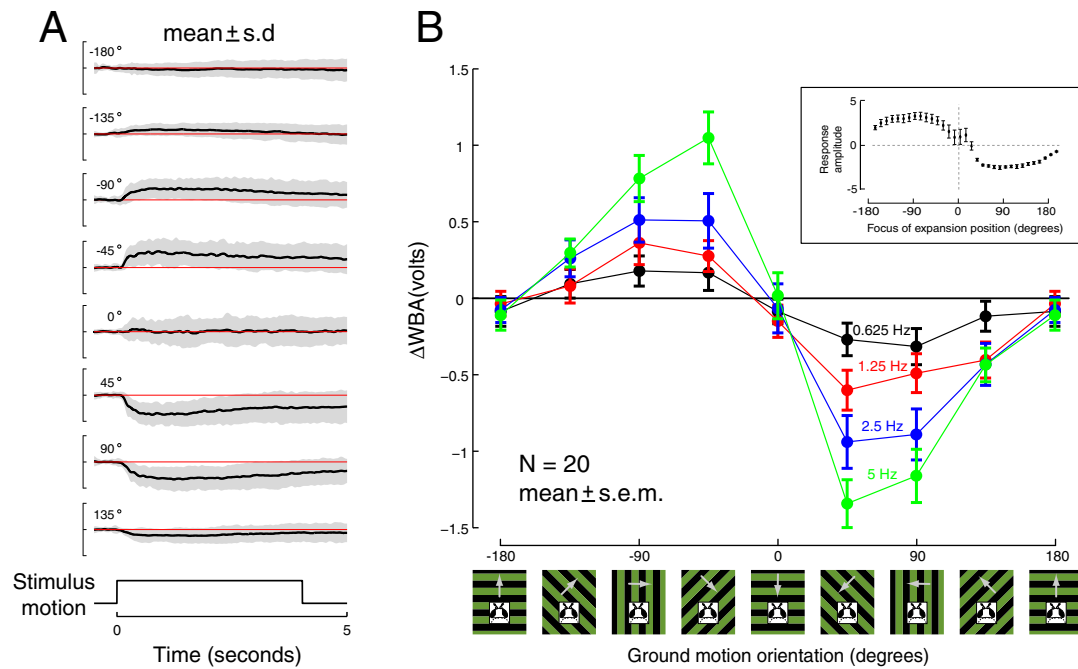 A
mean ± s.d
-180°
-135°
-90°
-45°
0°
45°
90°
135°
Stimulus
motion
0 5
Time (seconds)
B
ΔWBA(volts)
1.5
1
0.5
0
−0.5
−1
−1.5
0.625 Hz
1.25 Hz
2.5 Hz
5 Hz
N = 20
mean ± s.e.m.
-180 -90 0 90 180
Ground motion orientation (degrees)
Response
amplitude
5
0
-5
-180 -90 0 90 180
Focus of expansion position (degrees)